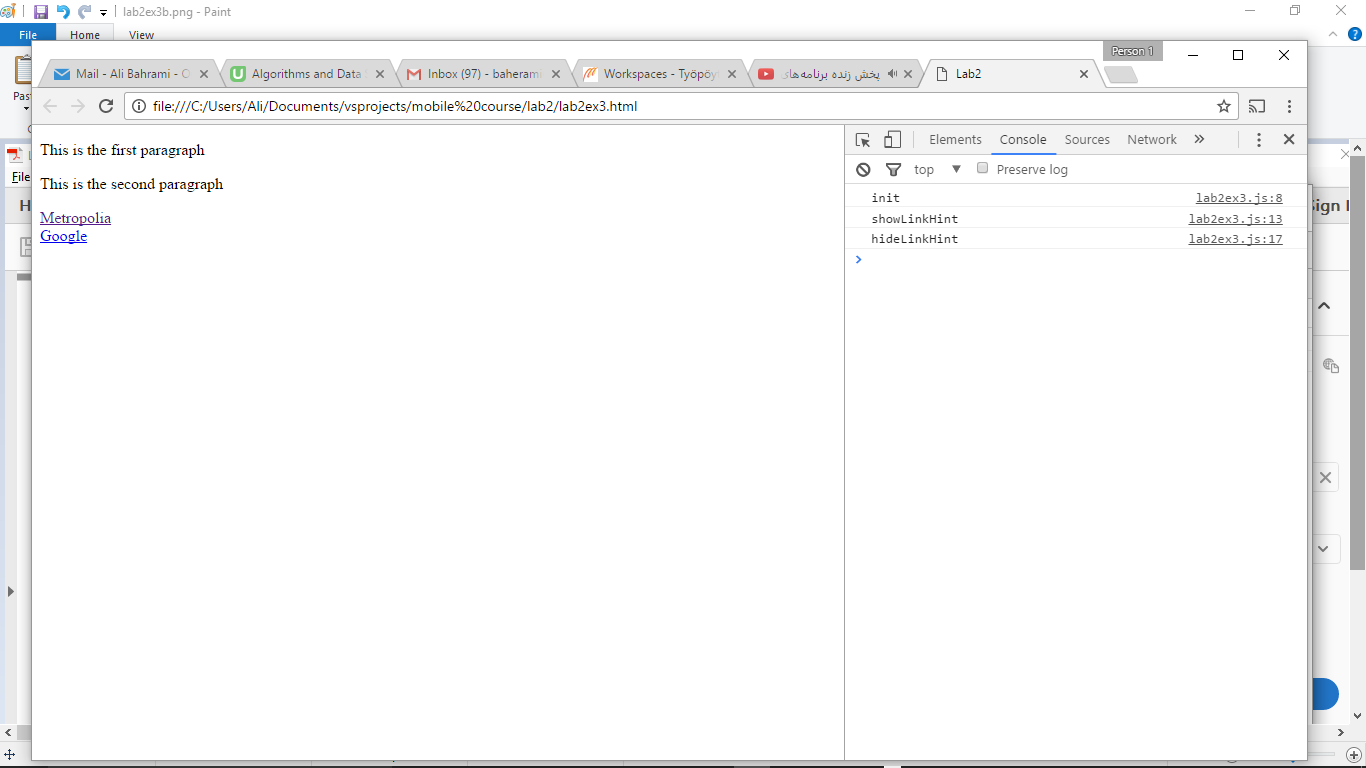 lab2ex3b.png - Paint
File Home View
Person 1
Mail - Ali Bahrami - O
Algorithms and Data
Inbox (97) - baherami
Workspaces - Työpöy
پخش زنده برنامه‌های
Lab2
file:///C:/Users/Ali/Documents/vsprojects/mobile%20course/lab2/lab2ex3.html
This is the first paragraph
This is the second paragraph
Metropolia
Google
Elements Console Sources Network
top Preserve log
init lab2ex3.js:8
showLinkHint lab2ex3.js:13
hideLinkHint lab2ex3.js:17
Past
File
H
Sign I